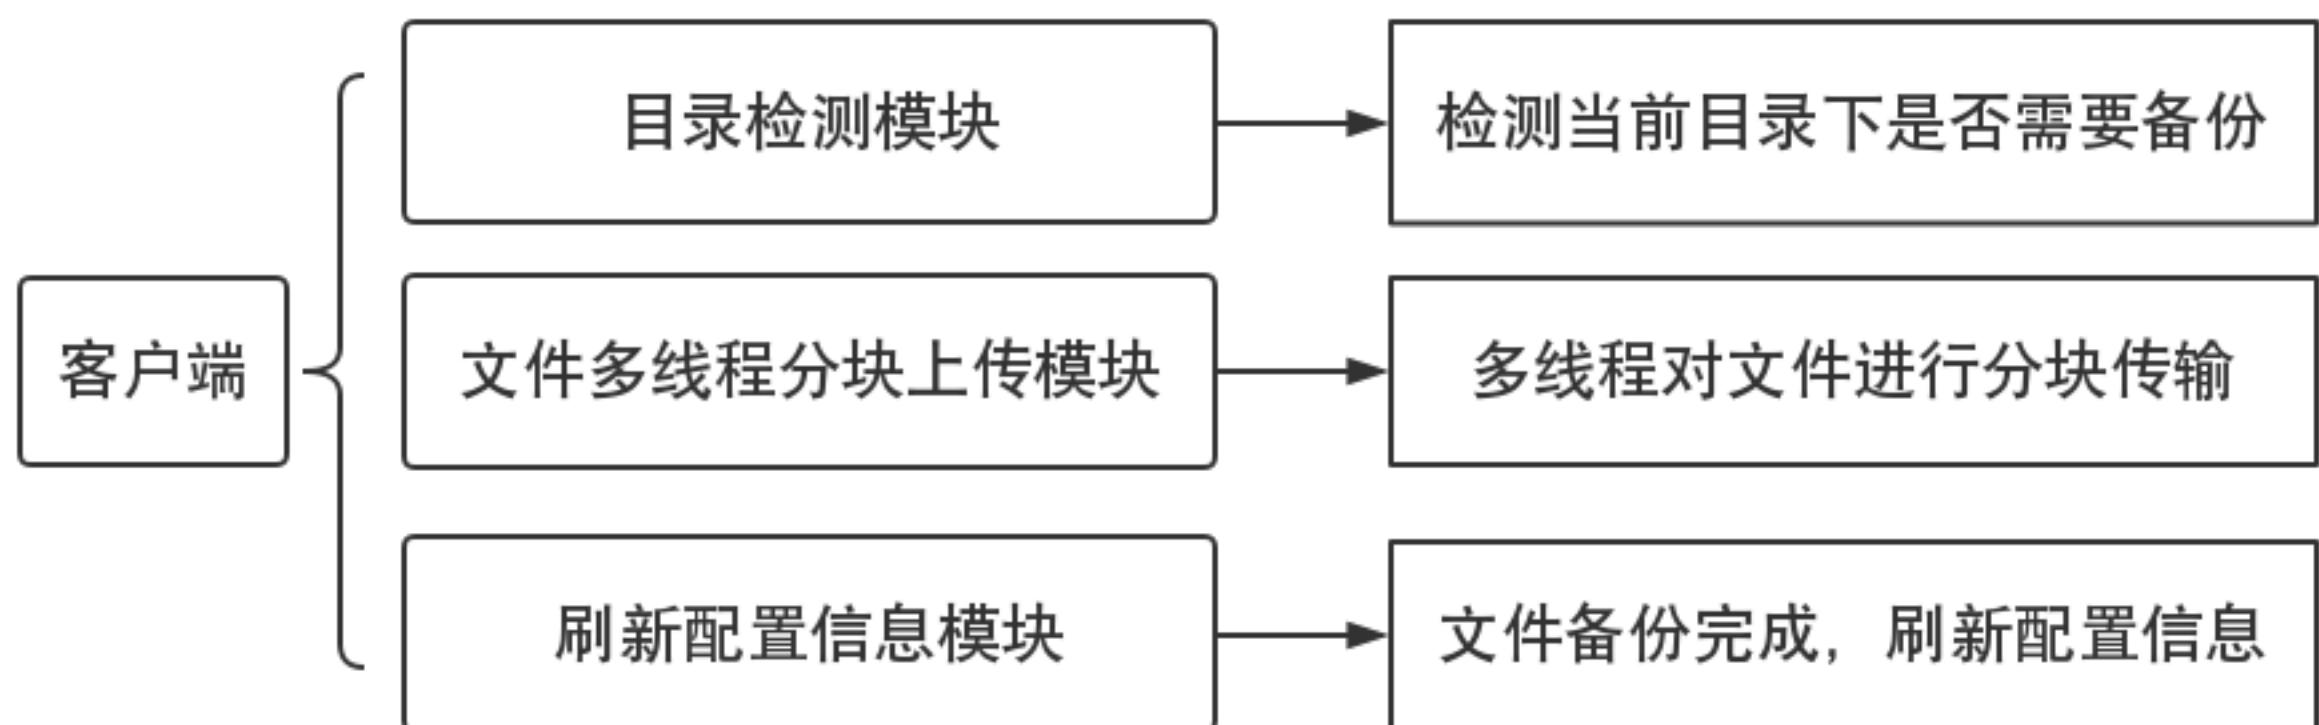 目录检测模块
检测当前目录下是否需要备份
客户端
文件多线程分块上传模块
多线程对文件进行分块传输
刷新配置信息模块
文件备份完成，刷新配置信息